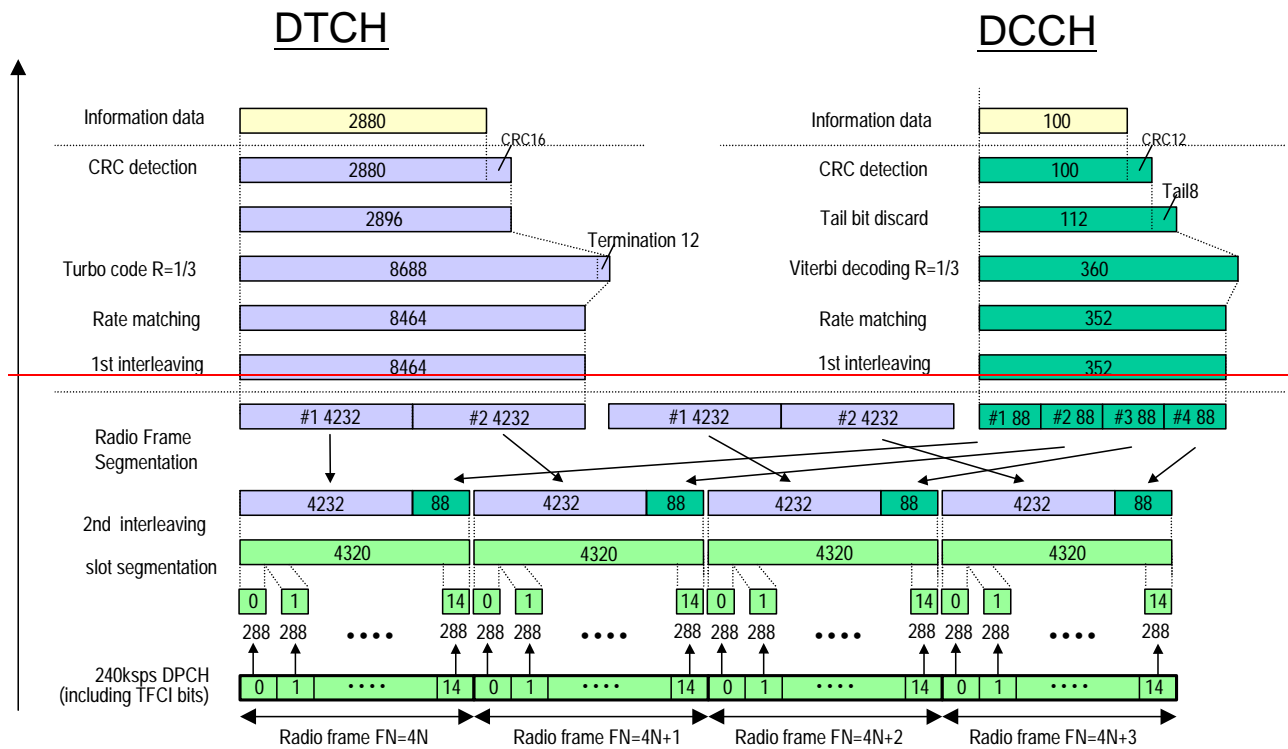 DTCH DCCH
Information data 2880 Information data 100
CRC16 CRC12
CRC detection 2880 CRC detection 100
2896 Tail bit discard 112 Tail8
Termination 12
Turbo code R=1/3 8688 Viterbi decoding R=1/3 360
Rate matching 8464 Rate matching 352
1st interleaving 8464 1st interleaving 352
#1 4232 #2 4232 #1 4232 #2 4232 #1 88 #2 88 #3 88 #4 88
Radio Frame
Segmentation
4232 88 4232 88 4232 88 4232 88
2nd interleaving
4320 4320 4320 4320
slot segmentation
0 1 14 0 1 14 0 1 14 0 1 14
288 288 •••• 288 288 288 •••• 288 288 288 •••• 288 288 288 •••• 288
240ksps DPCH
(including TFCI bits)
0 1 •••• 14 0 1 •••• 14 0 1 •••• 14 0 1 •••• 14
Radio frame FN=4N Radio frame FN=4N+1 Radio frame FN=4N+2 Radio frame FN=4N+3